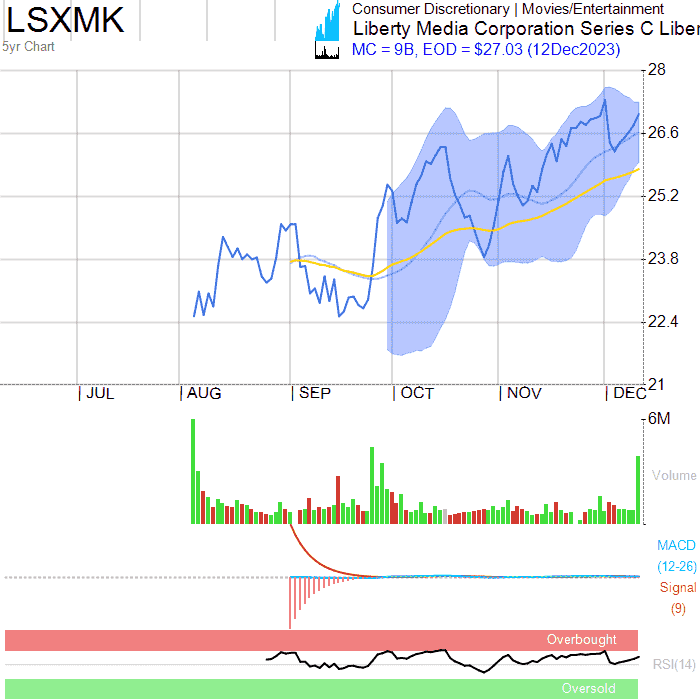 LSXMK
5yr Chart
Consumer Discretionary | Movies/Entertainment
Liberty Media Corporation Series C Liber
MC = 9B, EOD = $27.03 (12Dec2023)
28
26.6
25.2
23.8
22.4
21
JUL
AUG
SEP
OCT
NOV
DEC
6M
Volume
MACD
(12-26)
Signal
(9)
Overbought
RSI(14)
Oversold